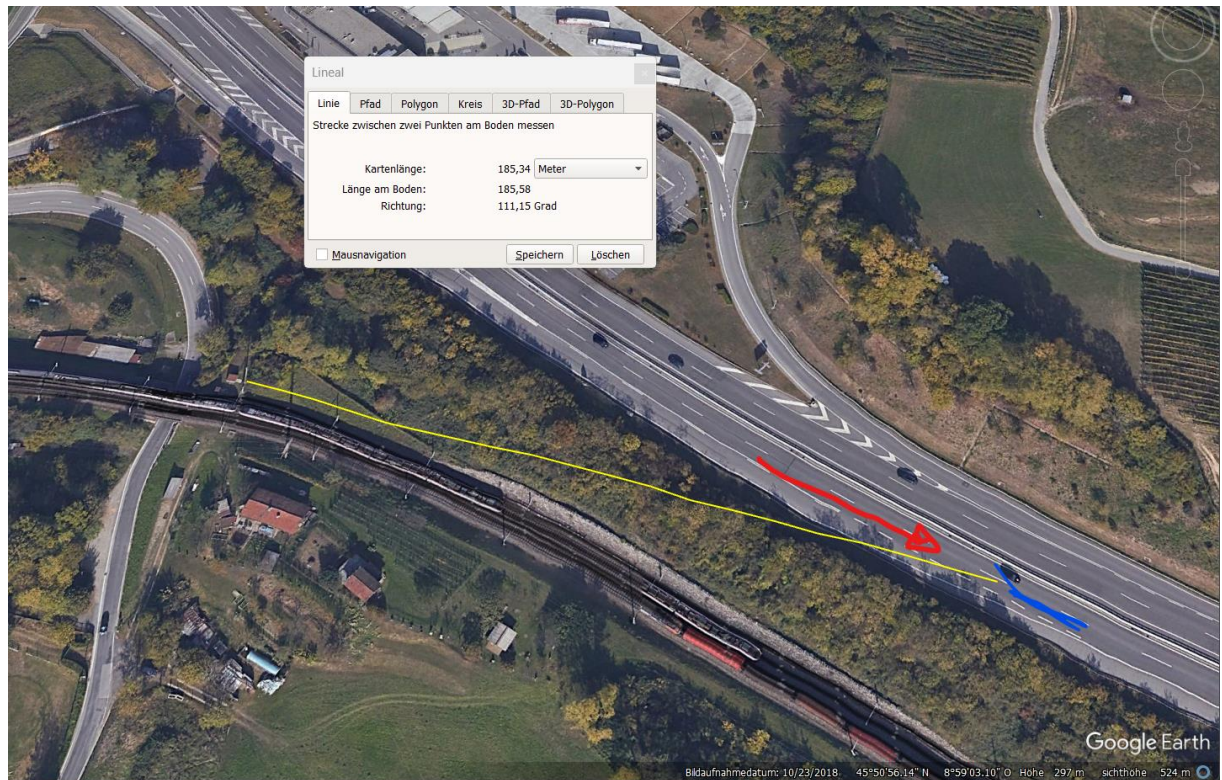 Lineal
Linie Pfad Polygon Kreis 3D-Pfad 3D-Polygon
Strecke zwischen zwei Punkten am Boden messen
Kartenlänge: 185,34 Meter
Länge am Boden: 185,58
Richtung: 111,15 Grad
Mausnavigation Speichern Löschen
Google Earth
Bildaufnahmedatum: 10/23/2018 45°50'56.14" N 8°59'03.10" O Höhe 297 m sichthöhe 524 m